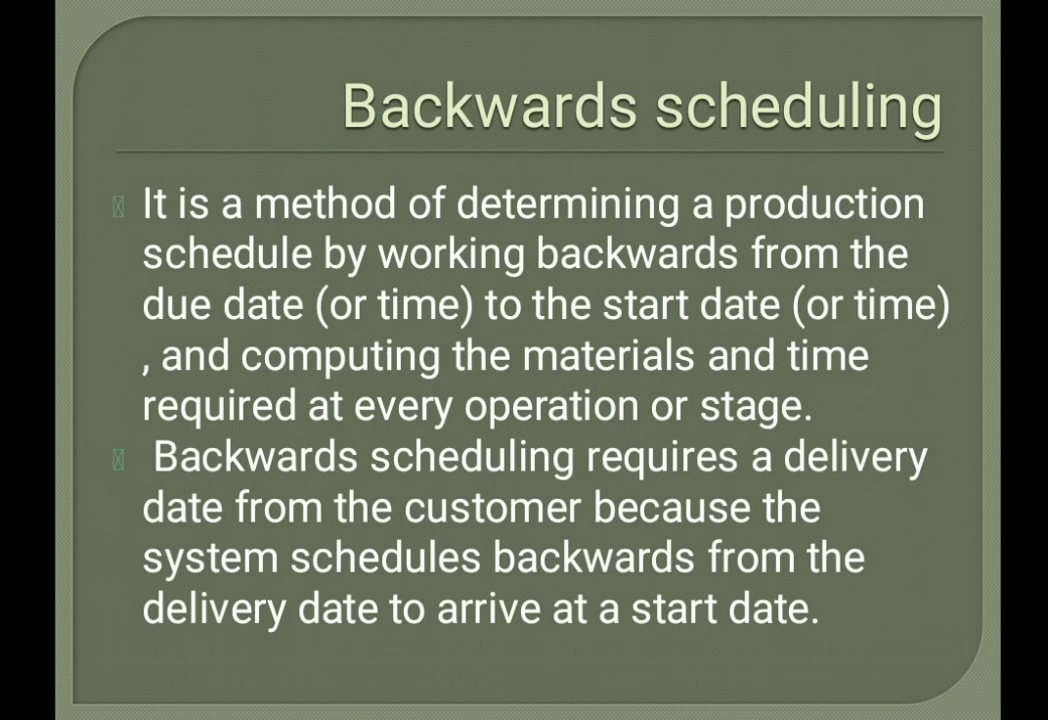 Backwards scheduling
It is a method of determining a production
schedule by working backwards from the
due date (or time) to the start date (or time)
, and computing the materials and time
required at every operation or stage.
Backwards scheduling requires a delivery
date from the customer because the
system schedules backwards from the
delivery date to arrive at a start date.